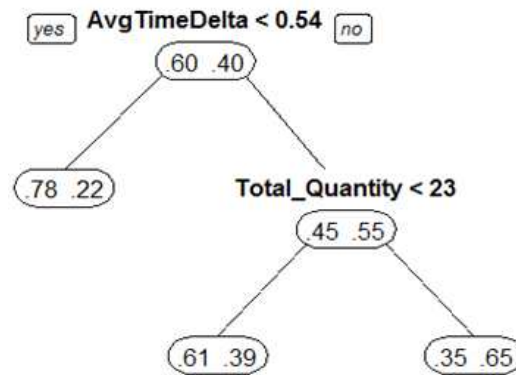 yes AvgTimeDelta < 0.54 no
.60 .40
.78 .22
Total_Quantity < 23
.45 .55
.61 .39
.35 .65